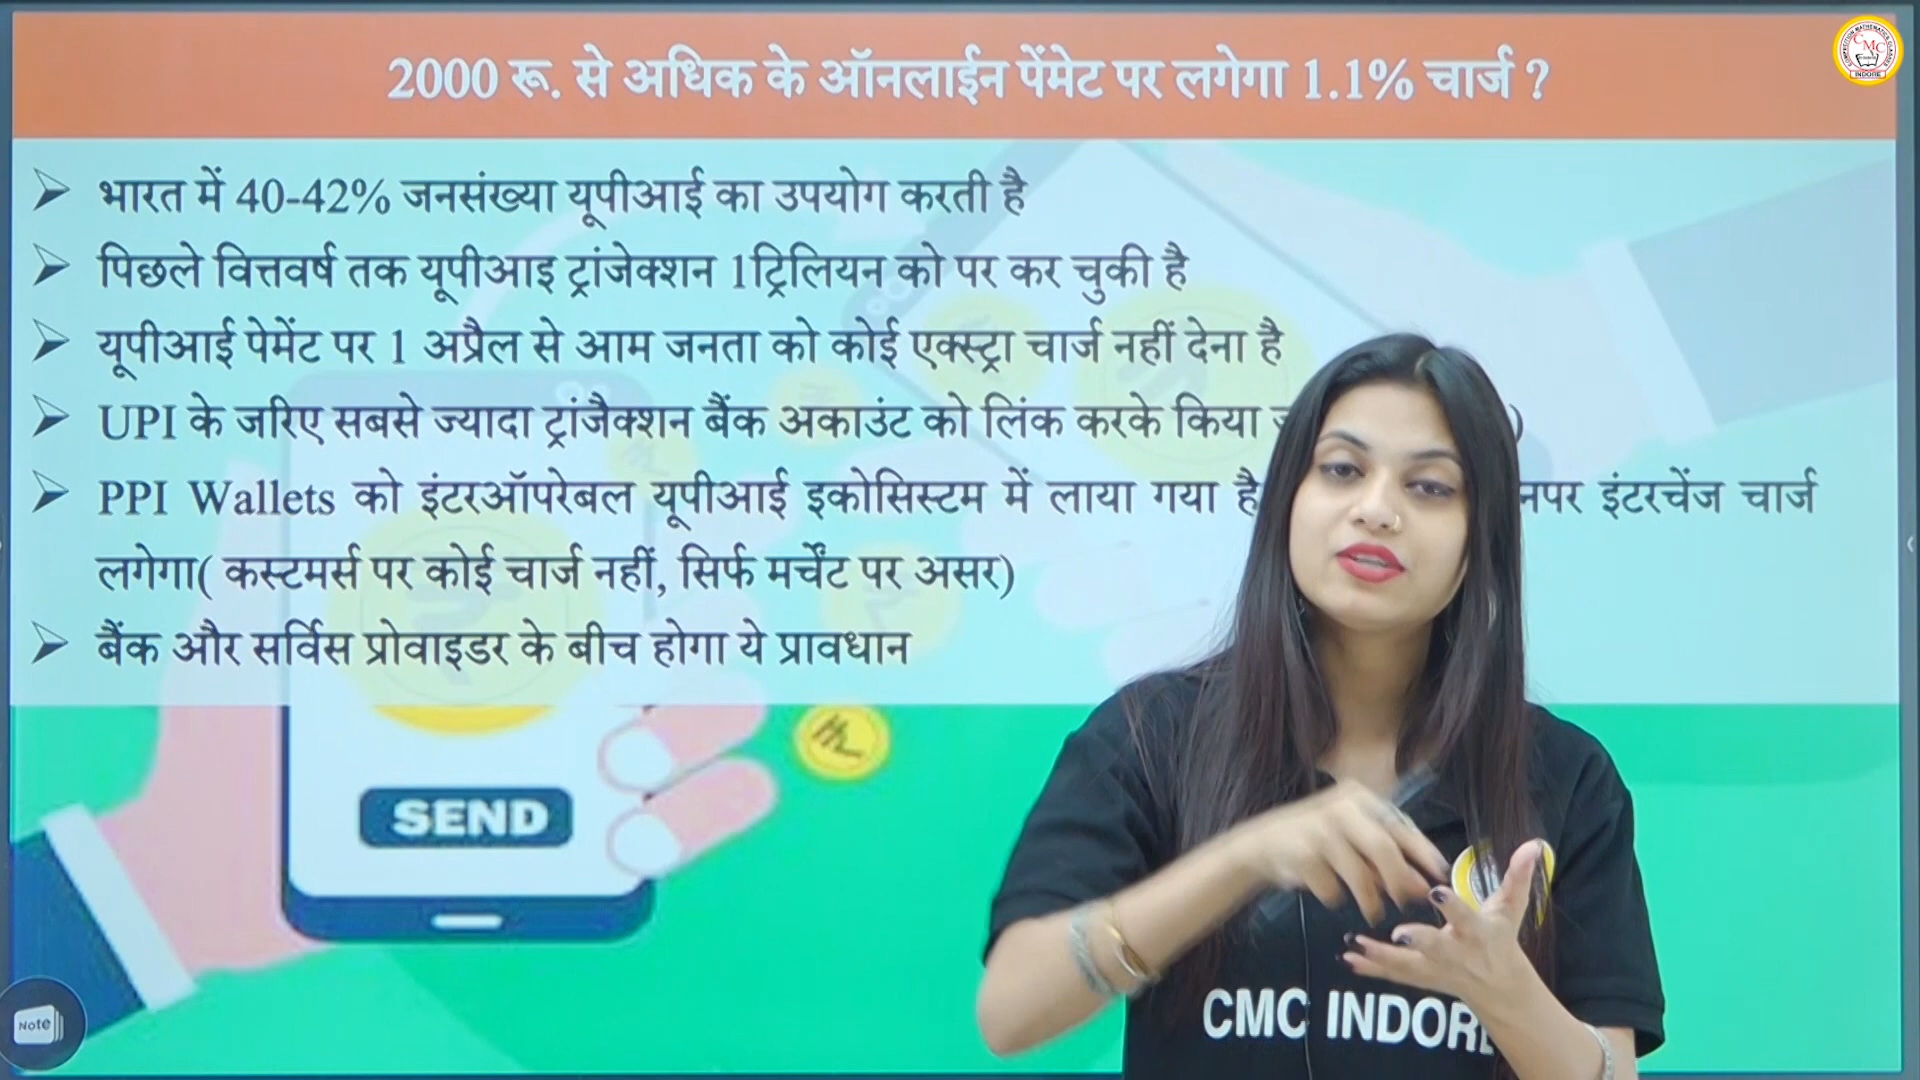 2000 रू. से अधिक के ऑनलाईन पेंमेट पर लगेगा 1.1% चार्ज ?
CMC
INDORE
भारत में 40-42% जनसंख्या यूपीआई का उपयोग करती है
पिछले वित्तवर्ष तक यूपीआइ ट्रांजेक्शन 1ट्रिलियन को पर कर चुकी है
यूपीआई पेमेंट पर 1 अप्रैल से आम जनता को कोई एक्स्ट्रा चार्ज नहीं देना है
UPI के जरिए सबसे ज्यादा ट्रांजैक्शन बैंक अकाउंट को लिंक करके किया )
PPI Wallets को इंटरऑपरेबल यूपीआई इकोसिस्टम में लाया गया है इंटरचेंज चार्ज
लगेगा( कस्टमर्स पर कोई चार्ज नहीं, सिर्फ मर्चेंट पर असर)
बैंक और सर्विस प्रोवाइडर के बीच होगा ये प्रावधान
SEND
Note
CMC INDORE